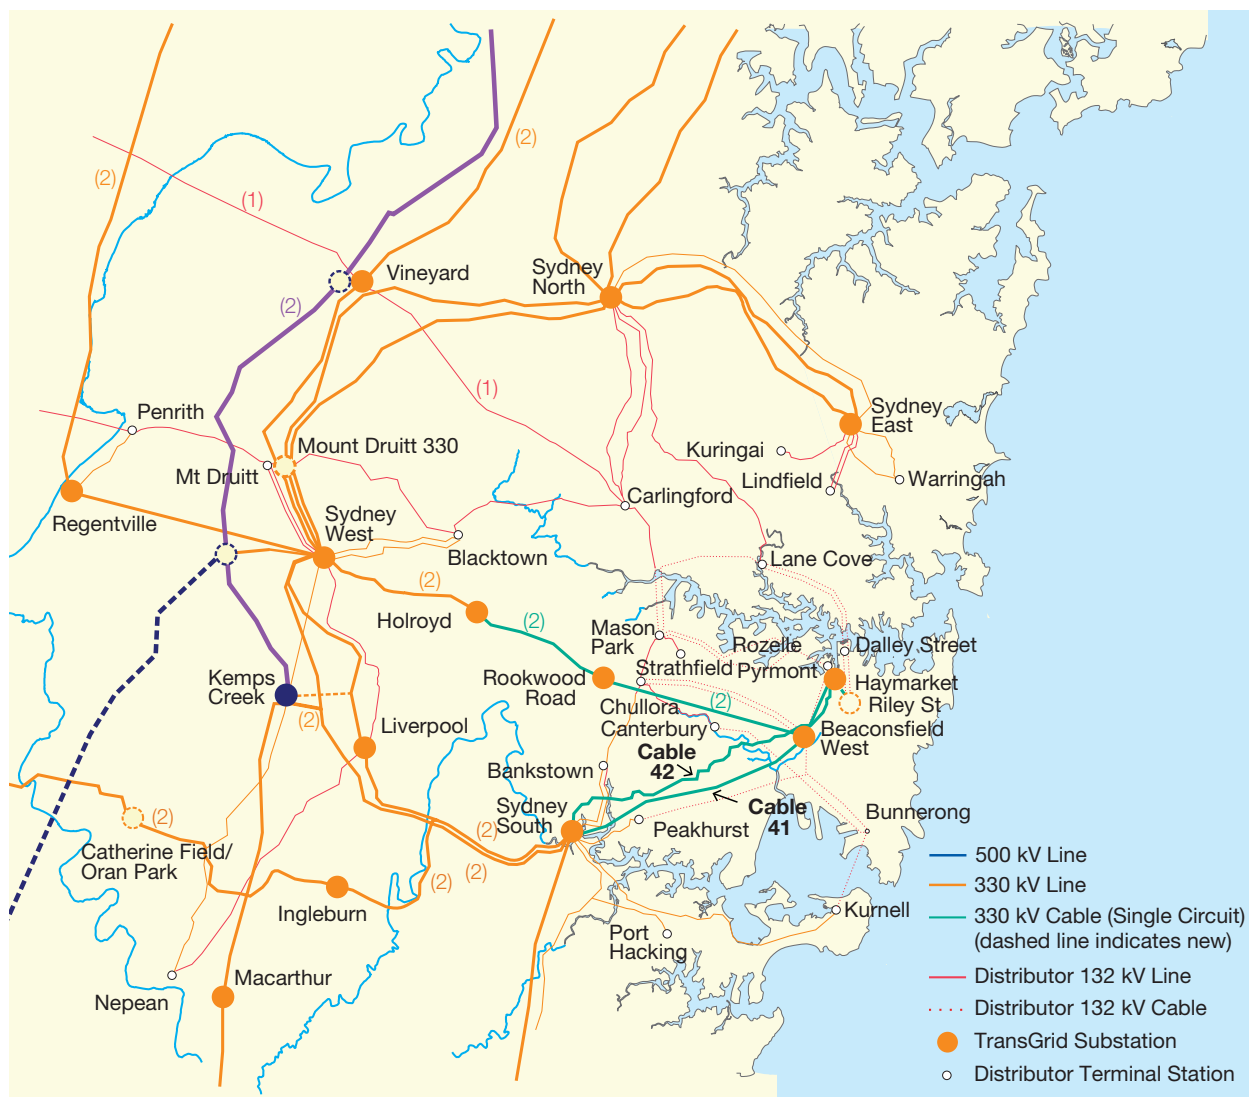 (2)
(2)
(1)
Vineyard
Sydney
North
(2)
(1)
Penrith
Sydney
East
Mount Druitt 330
Kuringai
Mt Druitt
Lindfield
Warringah
Carlingford
Regentville
Sydney
West
Blacktown
Lane Cove
(2)
Holroyd
(2)
Mason
Park
Rozelle
Dalley Street
Strathfield
Pyrmont
Kemps
Creek
Rookwood
Road
Haymarket
(2)
Riley St
(2)
Chullora
Liverpool
Canterbury
Beaconsfield
West
Cable
42
Bankstown
Sydney
South
Cable
41
Bunnerong
(2)
(2)
Peakhurst
Catherine Field/
Oran Park
(2)
(2)
500 kV Line
330 kV Line
Ingleburn
Kurnell
330 kV Cable (Single Circuit)
(dashed line indicates new)
Port
Hacking
Macarthur
Distributor 132 kV Line
Nepean
Distributor 132 kV Cable
TransGrid Substation
Distributor Terminal Station